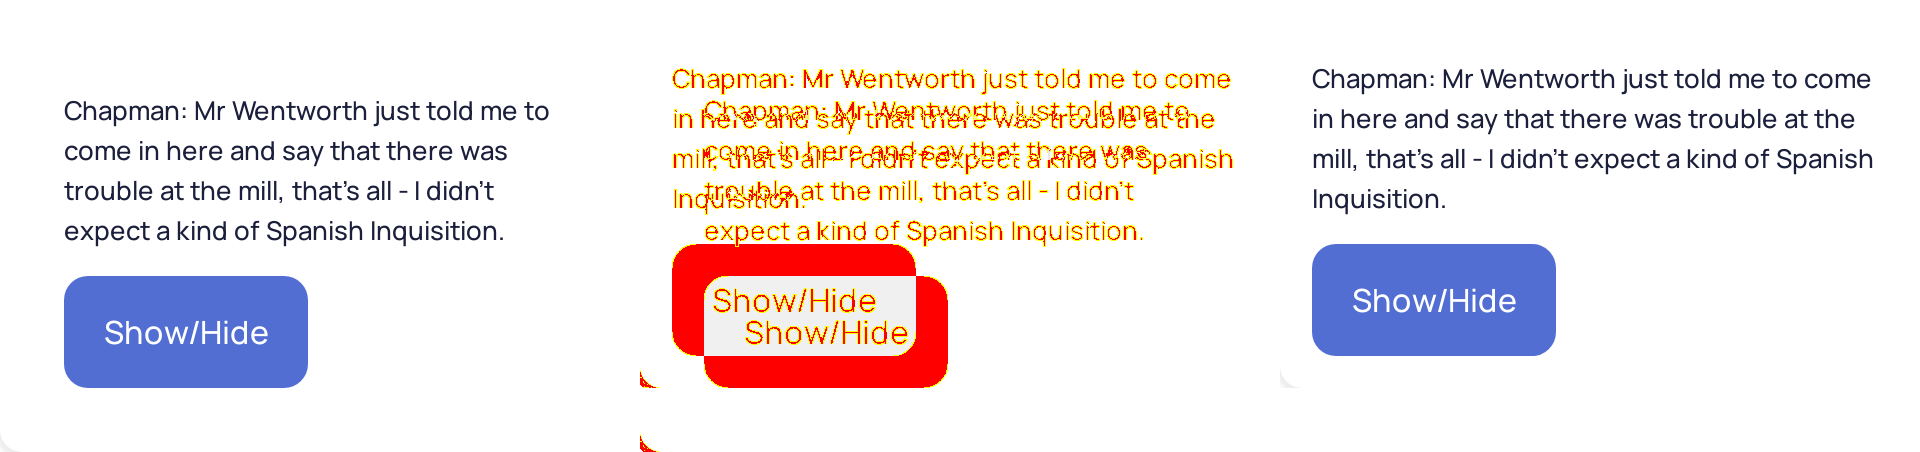 Chapman: Mr Wentworth just told me to
come in here and say that there was
trouble at the mill, that's all - I didn't
expect a kind of Spanish Inquisition.
Show/Hide
Chapman: Mr Wentworth just told me to come
Chapman: Mr Wentworth just told me to
in here and say that there was trouble at the
come in here and say that there was
mill, that's all - I didn't expect a kind of Spanish
trouble at the mill, that's all - I didn't
Inquisition.
expect a kind of Spanish Inquisition.
Show/Hide
Show/Hide
Chapman: Mr Wentworth just told me to come
in here and say that there was trouble at the
mill, that's all - I didn't expect a kind of Spanish
Inquisition.
Show/Hide